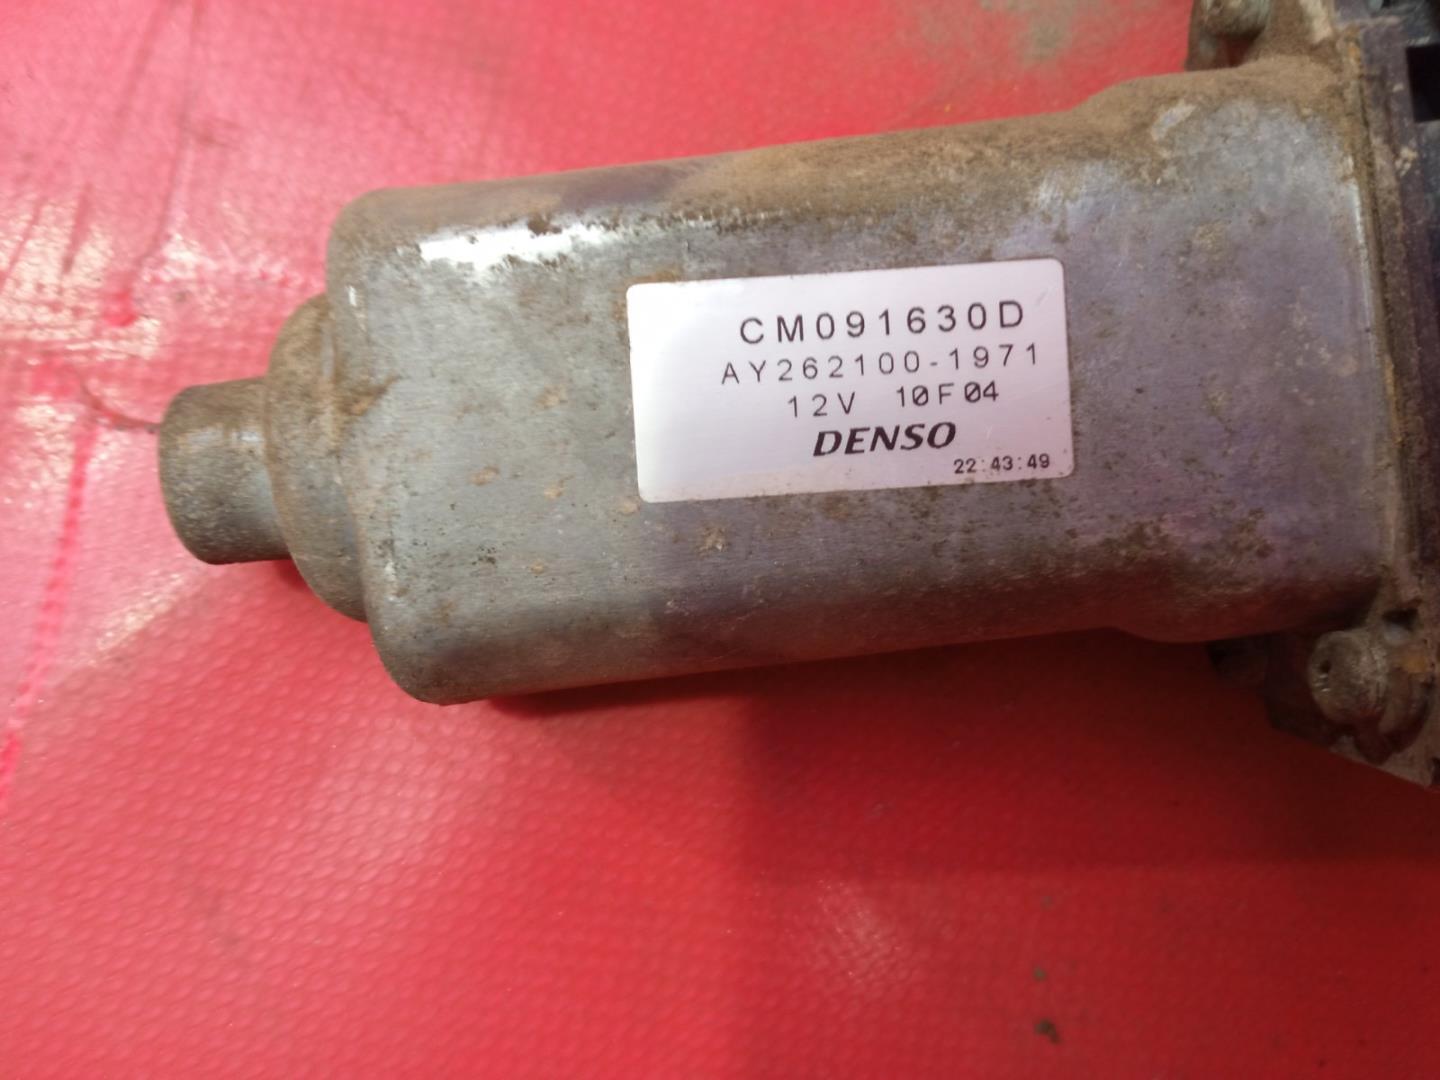 CM091630D
AY262100-1971
12V 10F04
DENSO
22:43:49